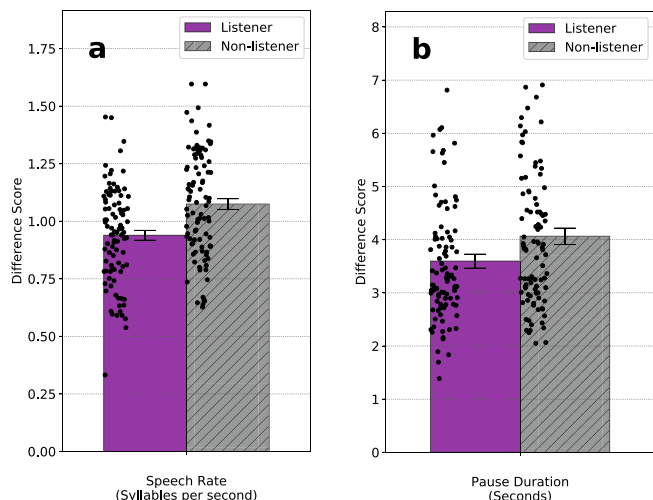 a
Listener
Non-listener
Difference Score
1.75
1.50
1.25
1.00
0.75
0.50
0.25
0.00
Speech Rate
(Syllables per second)
b
Listener
Non-listener
Difference Score
8
7
6
5
4
3
2
1
0
Pause Duration
(Seconds)